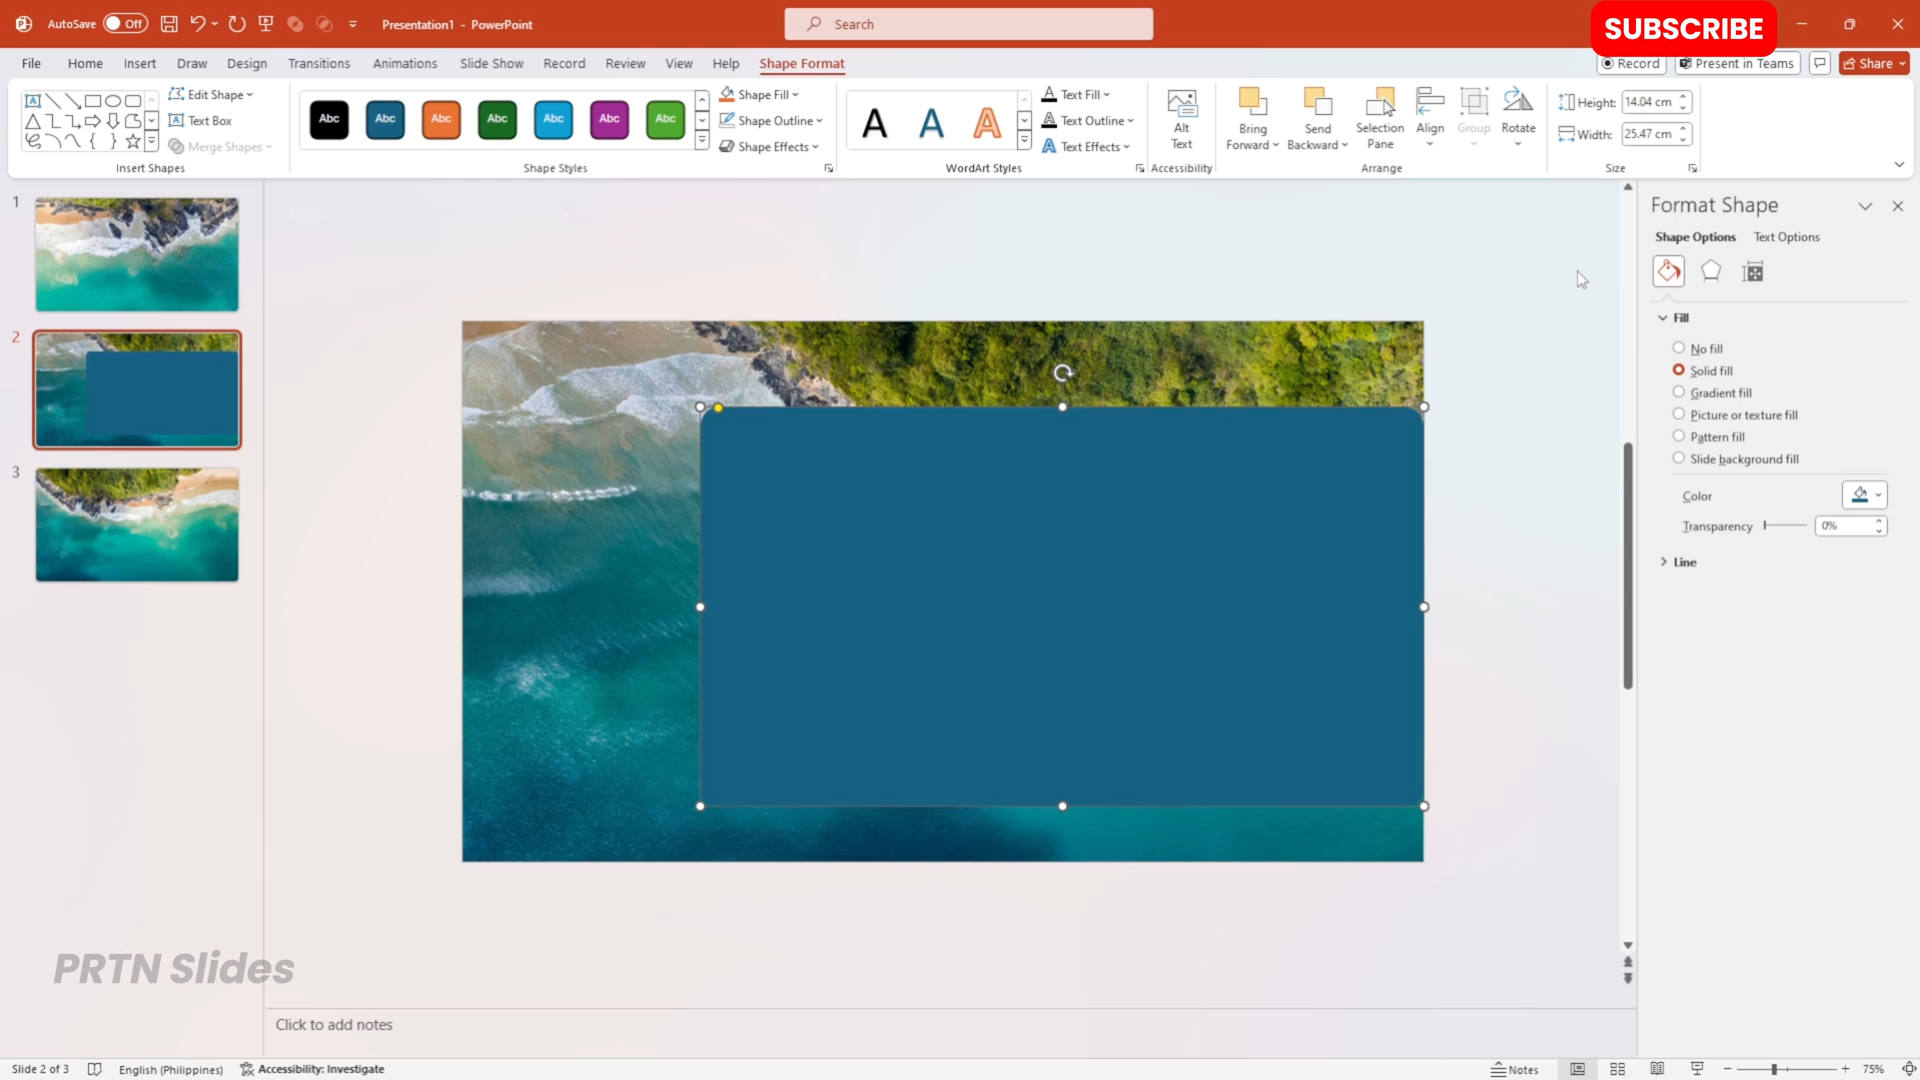 AutoSave Off Presentation1 - PowerPoint Search SUBSCRIBE
File Home Insert Draw Design Transitions Animations Slide Show Record Review View Help Shape Format Record Present in Teams Share
Edit Shape
Text Box
Merge Shapes
Insert Shapes
Abc Abc Abc Abc Abc Abc Abc
Shape Fill
Shape Outline
Shape Effects
Shape Styles
A A A
Text Fill
Text Outline
Text Effects
WordArt Styles
Alt Text
Accessibility
Bring Forward
Send Backward
Selection Pane
Align
Group
Rotate
Arrange
Height: 14.04 cm
Width: 25.47 cm
Size
1
2
3
Format Shape
Shape Options Text Options
Fill
No fill
Solid fill
Gradient fill
Picture or texture fill
Pattern fill
Slide background fill
Color
Transparency 0%
Line
PRTN Slides
Click to add notes
Slide 2 of 3 English (Philippines) Accessibility: Investigate Notes 75%